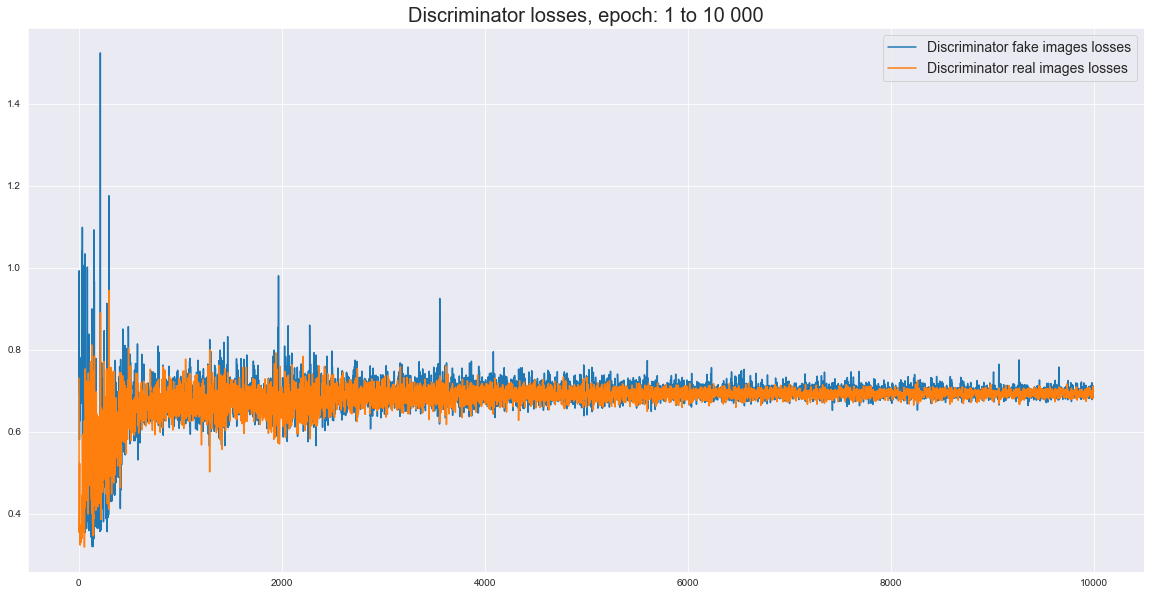 Discriminator losses, epoch: 1 to 10 000
Discriminator fake images losses
Discriminator real images losses
1.4
1.2
1.0
0.8
0.6
0.4
0 2000 4000 6000 8000 10000